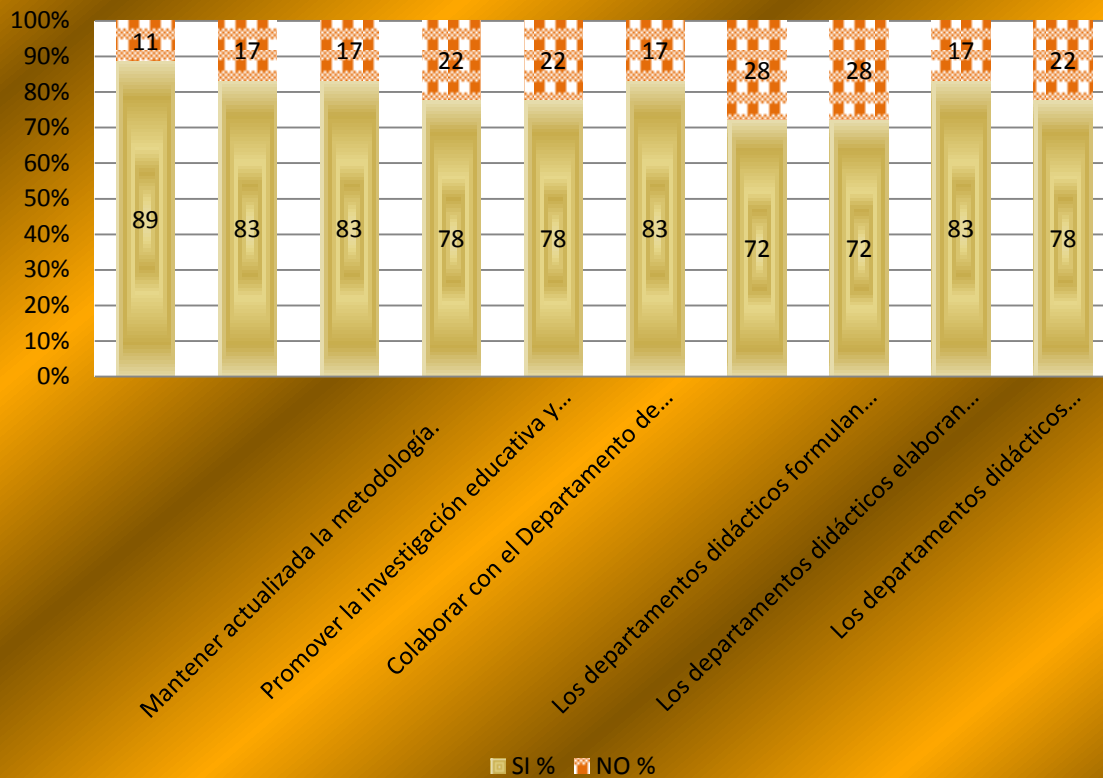 100%
90%
80%
70%
60%
50%
40%
30%
20%
10%
0%
11 17 17 22 22 17 28 28 17 22
89 83 83 78 78 83 72 72 83 78
Mantener actualizada la metodología.
Promover la investigación educativa y...
Colaborar con el Departamento de...
Los departamentos didácticos formulan...
Los departamentos didácticos elaboran...
Los departamentos didácticos...
SI % NO %